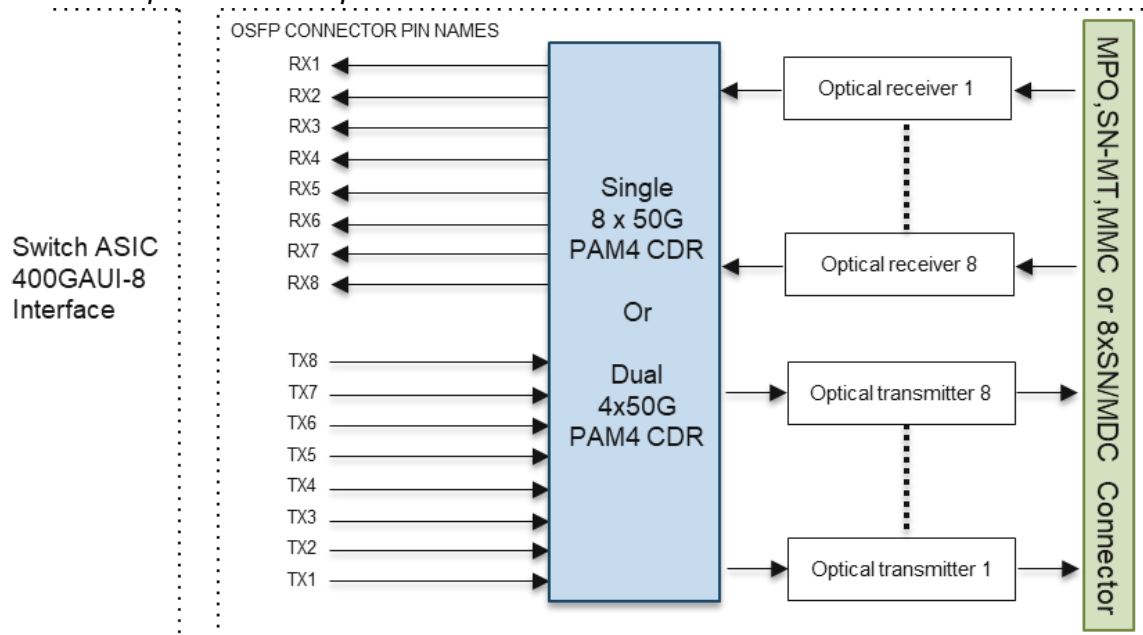 OSFP CONNECTOR PIN NAMES
RX1
RX2
RX3
RX4
RX5
RX6
RX7
RX8
TX8
TX7
TX6
TX5
TX4
TX3
TX2
TX1
Switch ASIC
400GAUI-8
Interface
Single
8 x 50G
PAM4 CDR
Or
Dual
4x50G
PAM4 CDR
Optical receiver 1
Optical receiver 8
Optical transmitter 8
Optical transmitter 1
MPO,SN-MT,MMC or 8xSN/MDC Connector